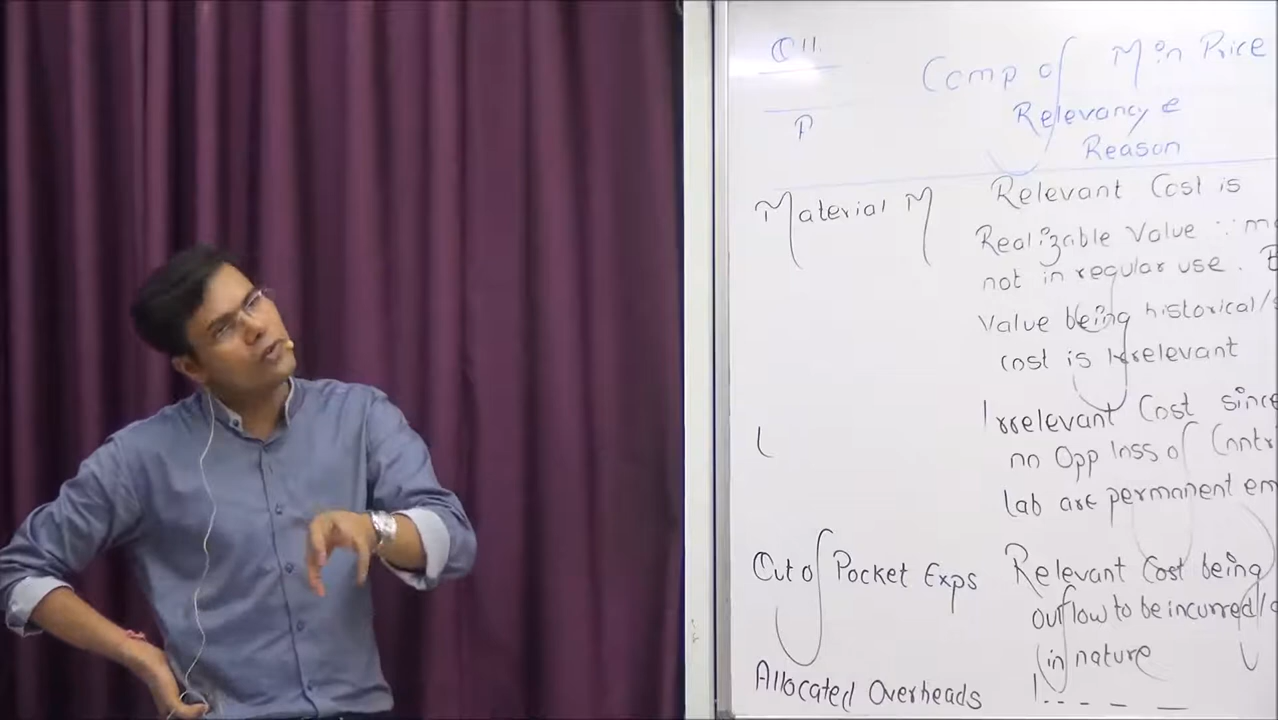 Q 11.
Comp of Min Price
P
Relevancy e
Reason
Material M
Relevant Cost is
Realizable Value ∵
not in regular use.
Value being historical/
cost is Irrelevant
L
Irrelevant Cost since
no Opp loss of Contri
lab are permanent em
Out of Pocket Exps
Relevant Cost being
outflow to be incurred/
in nature
Allocated Overheads
I. - - - -